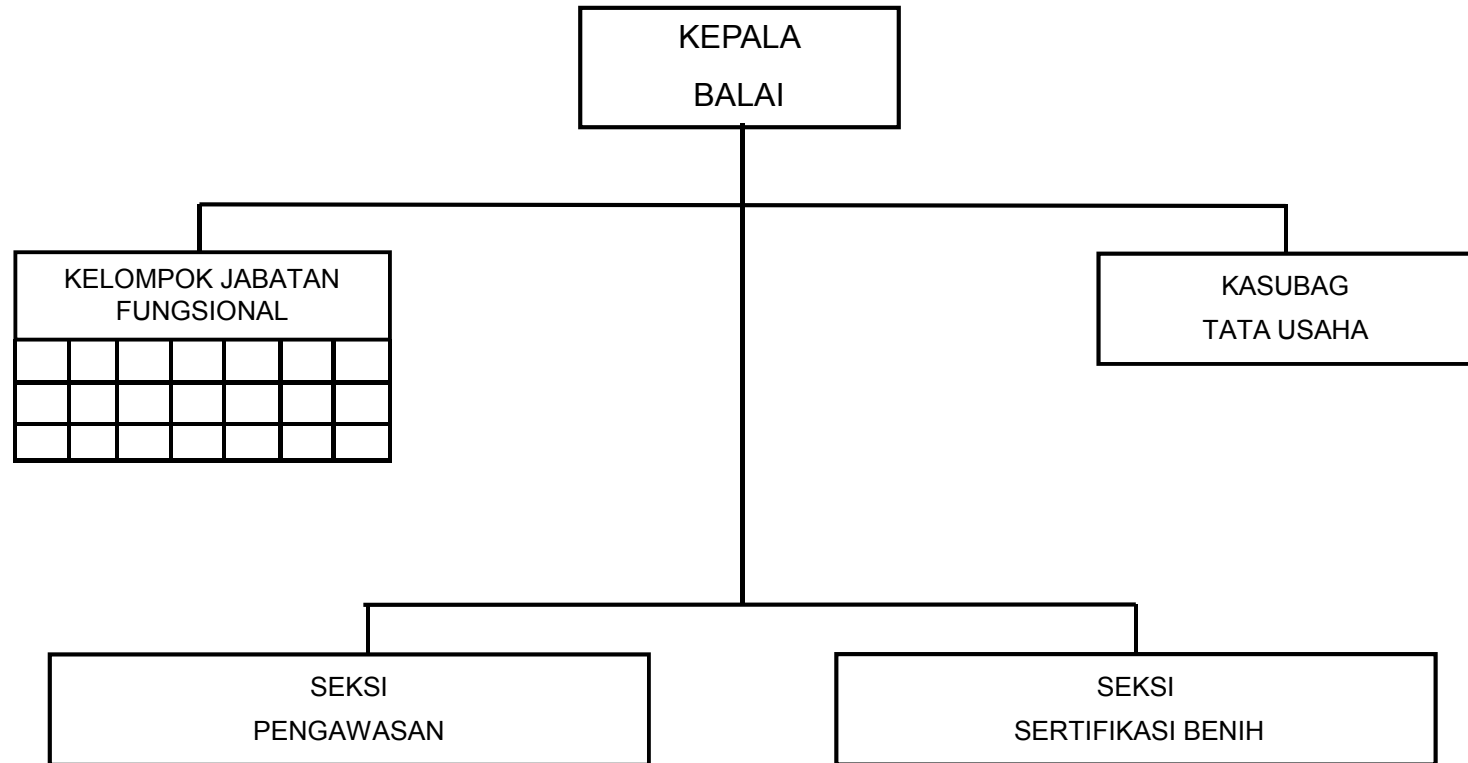 KEPALA
BALAI
KELOMPOK JABATAN
FUNGSIONAL
KASUBAG
TATA USAHA
SEKSI
PENGAWASAN
SEKSI
SERTIFIKASI BENIH